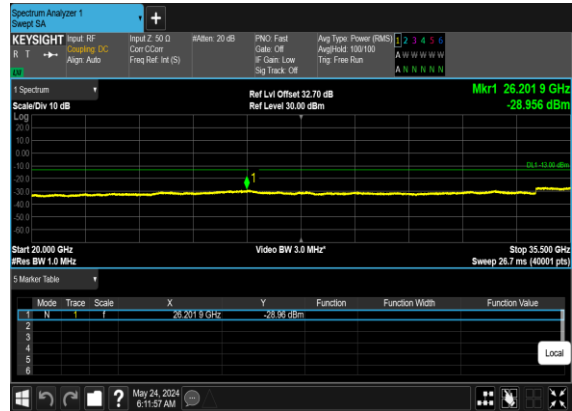 Spectrum Analyzer 1
Swept SA
+
KEYSIGHT
R T
LW
Input: RF
Coupling: DC
Align: Auto
Input Z: 50 Ω
Corr CCorr
Freq Ref: Int (S)
#Atten: 20 dB
PNO: Fast
Gate: Off
IF Gain: Low
Sig Track: Off
Avg Type: Power (RMS)
Avg|Hold: 100/100
Trig: Free Run
1 2 3 4 5 6
A W W W W W
A N N N N N
1 Spectrum
Scale/Div 10 dB
Ref Lvl Offset 32.70 dB
Ref Level 30.00 dBm
Mkr1 26.201 9 GHz
-28.956 dBm
Log
20.0
10.0
0.00
-10.0
-20.0
-30.0
-40.0
-50.0
-60.0
1
DL1 -13.00 dBm
Start 20.000 GHz
#Res BW 1.0 MHz
Video BW 3.0 MHz*
Stop 35.500 GHz
Sweep 26.7 ms (40001 pts)
5 Marker Table
Mode Trace Scale X Y Function Function Width Function Value
1 N 1 f 26.201 9 GHz -28.96 dBm
2
3
4
5
6
Local
?
May 24, 2024
6:11:57 AM